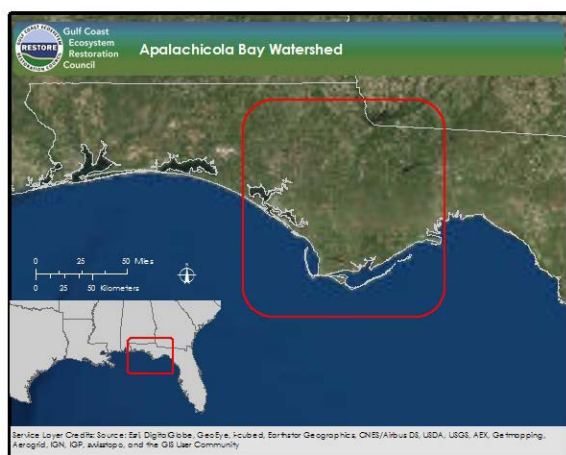 Gulf Coast
Ecosystem
Restoration
Council
RESTORE
Apalachicola Bay Watershed
0 25 50 Miles
0 25 50 Kilometers
N
Service Layer Credits: Source: Esri, DigitalGlobe, GeoEye, i-cubed, Earthstar Geographics, CNES/Airbus DS, USDA, USGS, AEX, Getmapping,
Aerogrid, IGN, IGP, swisstopo, and the GIS User Community